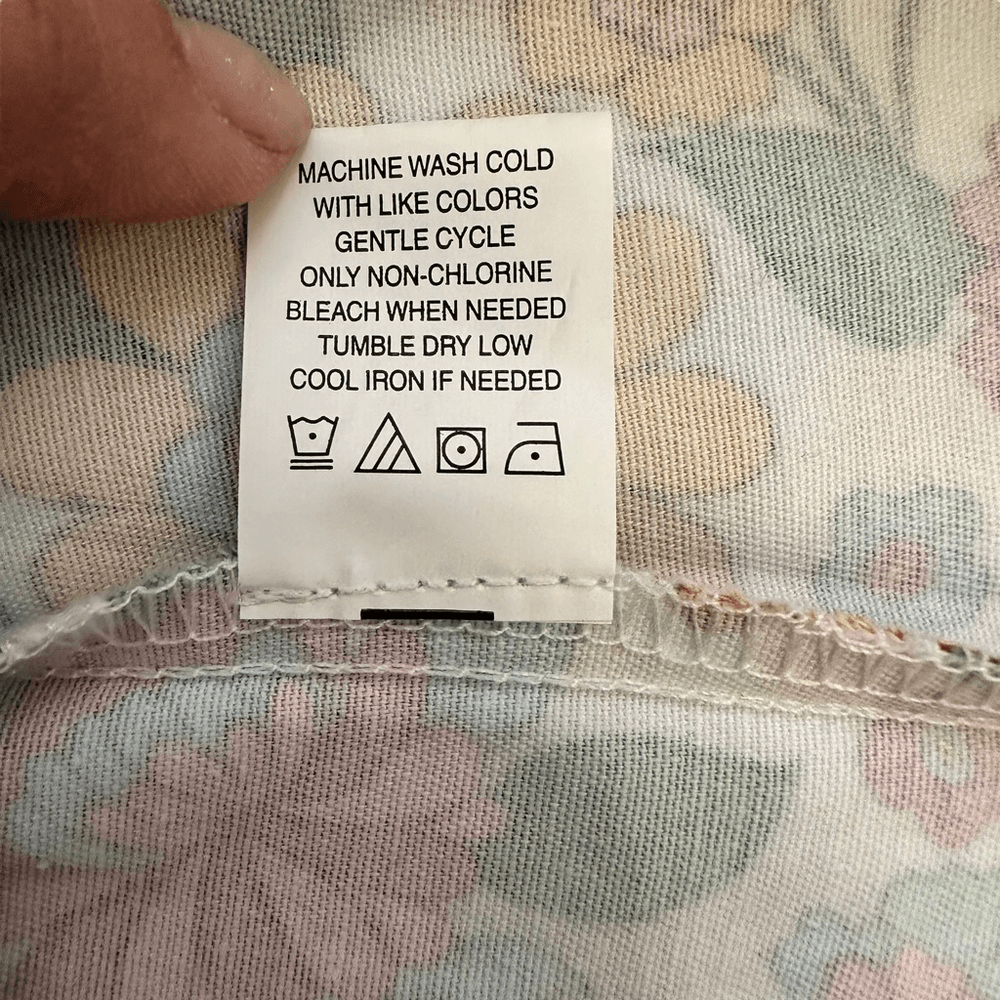 MACHINE WASH COLD
WITH LIKE COLORS
GENTLE CYCLE
ONLY NON-CHLORINE
BLEACH WHEN NEEDED
TUMBLE DRY LOW
COOL IRON IF NEEDED